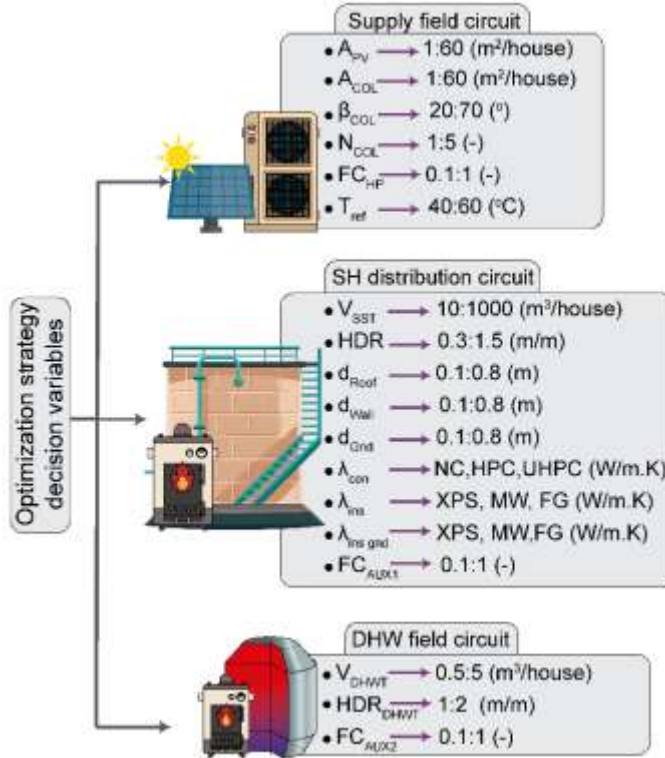 Optimization strategy
decision variables
Supply field circuit
• A_PV → 1:60 (m²/house)
• A_COL → 1:60 (m²/house)
• β_COL → 20:70 (°)
• N_COL → 1:5 (-)
• FC_HP → 0.1:1 (-)
• T_ref → 40:60 (°C)
SH distribution circuit
• V_SST → 10:1000 (m³/house)
• HDR → 0.3:1.5 (m/m)
• d_Roof → 0.1:0.8 (m)
• d_Wall → 0.1:0.8 (m)
• d_Gnd → 0.1:0.8 (m)
• λ_con → NC,HPC,UHPC (W/m.K)
• λ_ins → XPS, MW, FG (W/m.K)
• λ_ins gnd → XPS, MW,FG (W/m.K)
• FC_AUX1 → 0.1:1 (-)
DHW field circuit
• V_DHWT → 0.5:5 (m³/house)
• HDR_DHWT → 1:2 (m/m)
• FC_AUX2 → 0.1:1 (-)